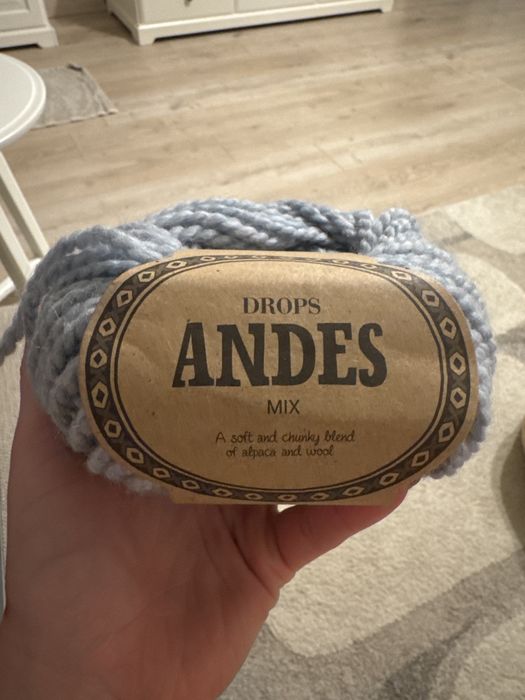 DROPS
ANDES
MIX
A soft and chunky blend
of alpaca and wool